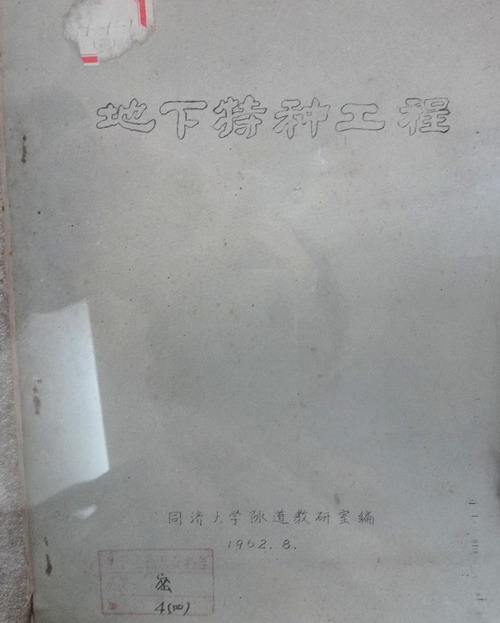 地下特种工程
同济大学隧道教研室编
1962.8.
密
4(四)